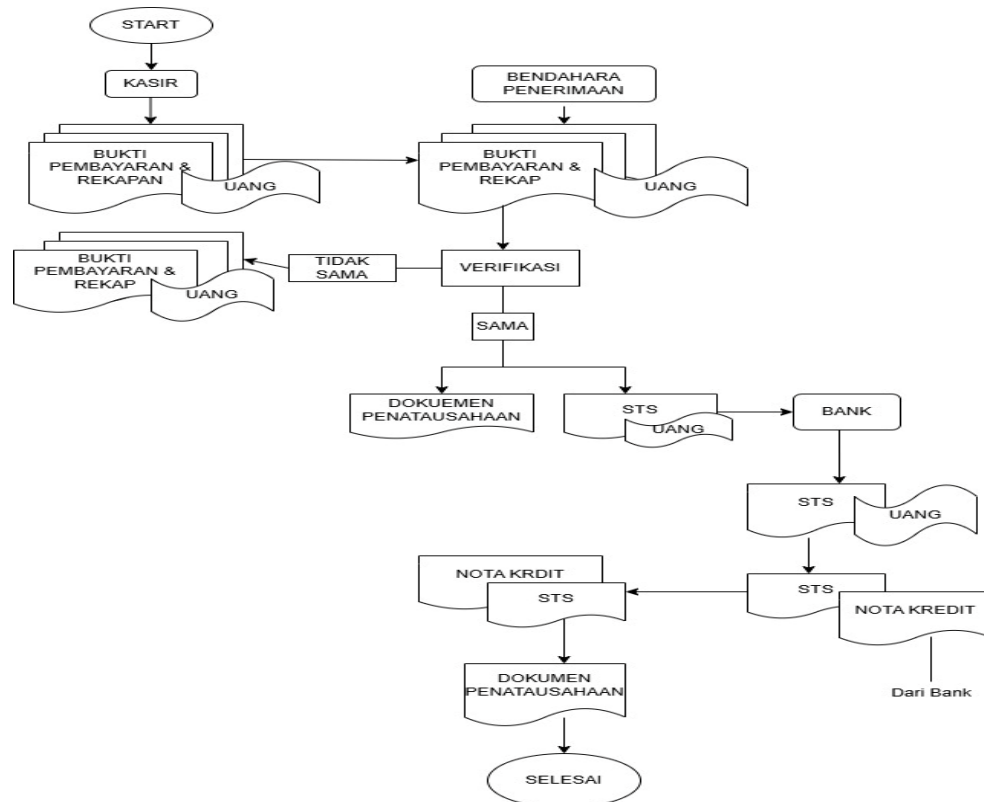 START
KASIR
BENDAHARA
PENERIMAAN
BUKTI
PEMBAYARAN &
REKAPAN
UANG
BUKTI
PEMBAYARAN &
REKAP
UANG
BUKTI
PEMBAYARAN &
REKAP
UANG
TIDAK
SAMA
VERIFIKASI
SAMA
DOKUEMEN
PENATAUSAHAAN
STS
UANG
BANK
STS
UANG
NOTA KRDIT
STS
STS
NOTA KREDIT
Dari Bank
DOKUMEN
PENATAUSAHAAN
SELESAI